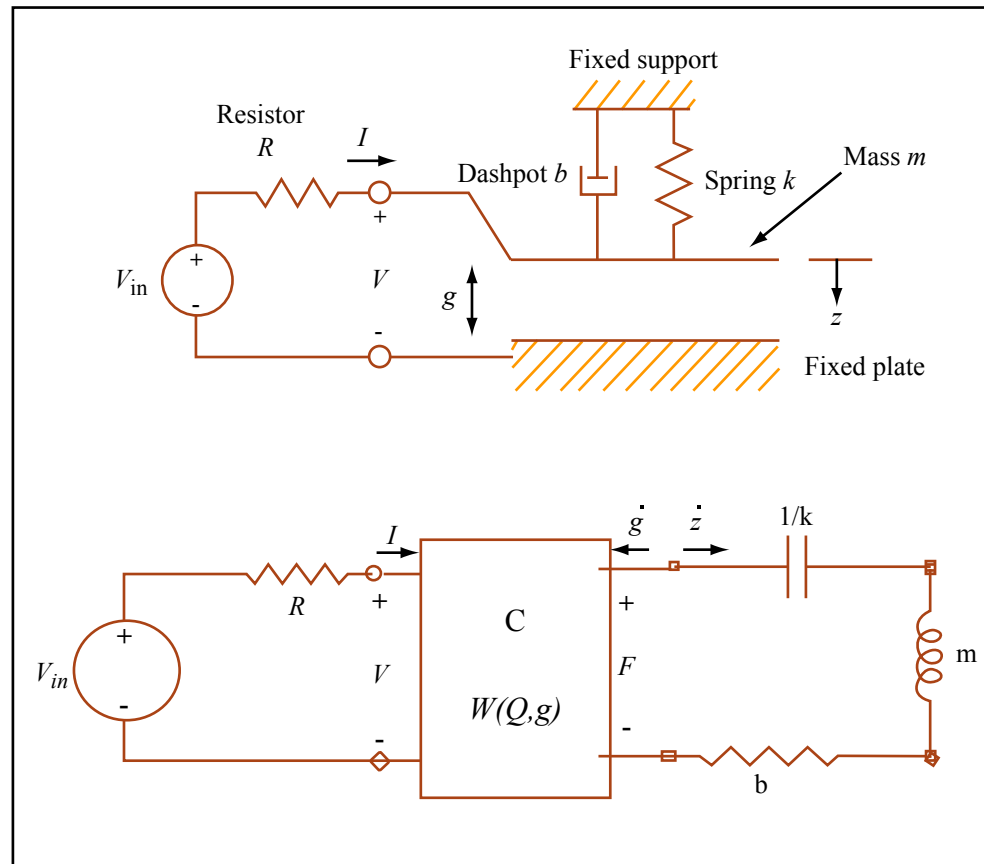 Fixed support
Resistor
R
I
Dashpot b
Spring k
Mass m
+
V_in
+
-
V
g
-
z
Fixed plate
I
ġ
ż
1/k
R
+
+
C
+
V_in
V
F
m
W(Q,g)
-
-
-
b